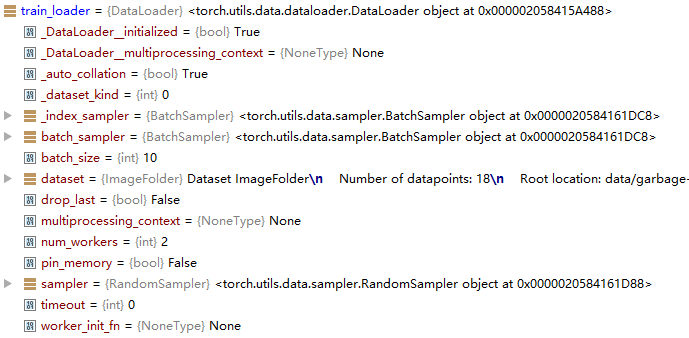 train_loader = {DataLoader} <torch.utils.data.dataloader.DataLoader object at 0x000002058415A488>
_DataLoader__initialized = {bool} True
_DataLoader__multiprocessing_context = {NoneType} None
_auto_collation = {bool} True
_dataset_kind = {int} 0
_index_sampler = {BatchSampler} <torch.utils.data.sampler.BatchSampler object at 0x0000020584161DC8>
batch_sampler = {BatchSampler} <torch.utils.data.sampler.BatchSampler object at 0x0000020584161DC8>
batch_size = {int} 10
dataset = {ImageFolder} Dataset ImageFolder\n    Number of datapoints: 18\n    Root location: data/garbage-
drop_last = {bool} False
multiprocessing_context = {NoneType} None
num_workers = {int} 2
pin_memory = {bool} False
sampler = {RandomSampler} <torch.utils.data.sampler.RandomSampler object at 0x0000020584161D88>
timeout = {int} 0
worker_init_fn = {NoneType} None